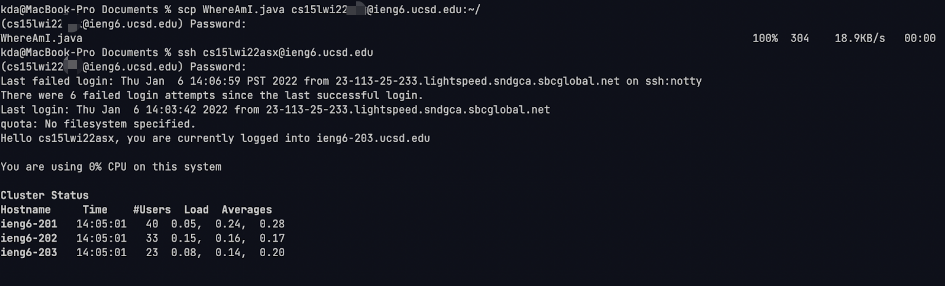 kda@MacBook-Pro Documents % scp WhereAmI.java cs15lwi22 @ieng6.ucsd.edu:~/
(cs15lwi22 @ieng6.ucsd.edu) Password:
WhereAmI.java 100% 304 18.9KB/s 00:00
kda@MacBook-Pro Documents % ssh cs15lwi22asx@ieng6.ucsd.edu
(cs15lwi22 @ieng6.ucsd.edu) Password:
Last failed login: Thu Jan 6 14:06:59 PST 2022 from 23-113-25-233.lightspeed.sndgca.sbcglobal.net on ssh:notty
There were 6 failed login attempts since the last successful login.
Last login: Thu Jan 6 14:03:42 2022 from 23-113-25-233.lightspeed.sndgca.sbcglobal.net
quota: No filesystem specified.
Hello cs15lwi22asx, you are currently logged into ieng6-203.ucsd.edu
You are using 0% CPU on this system
Cluster Status
Hostname Time #Users Load Averages
ieng6-201 14:05:01 40 0.05, 0.24, 0.28
ieng6-202 14:05:01 33 0.15, 0.16, 0.17
ieng6-203 14:05:01 23 0.08, 0.14, 0.20